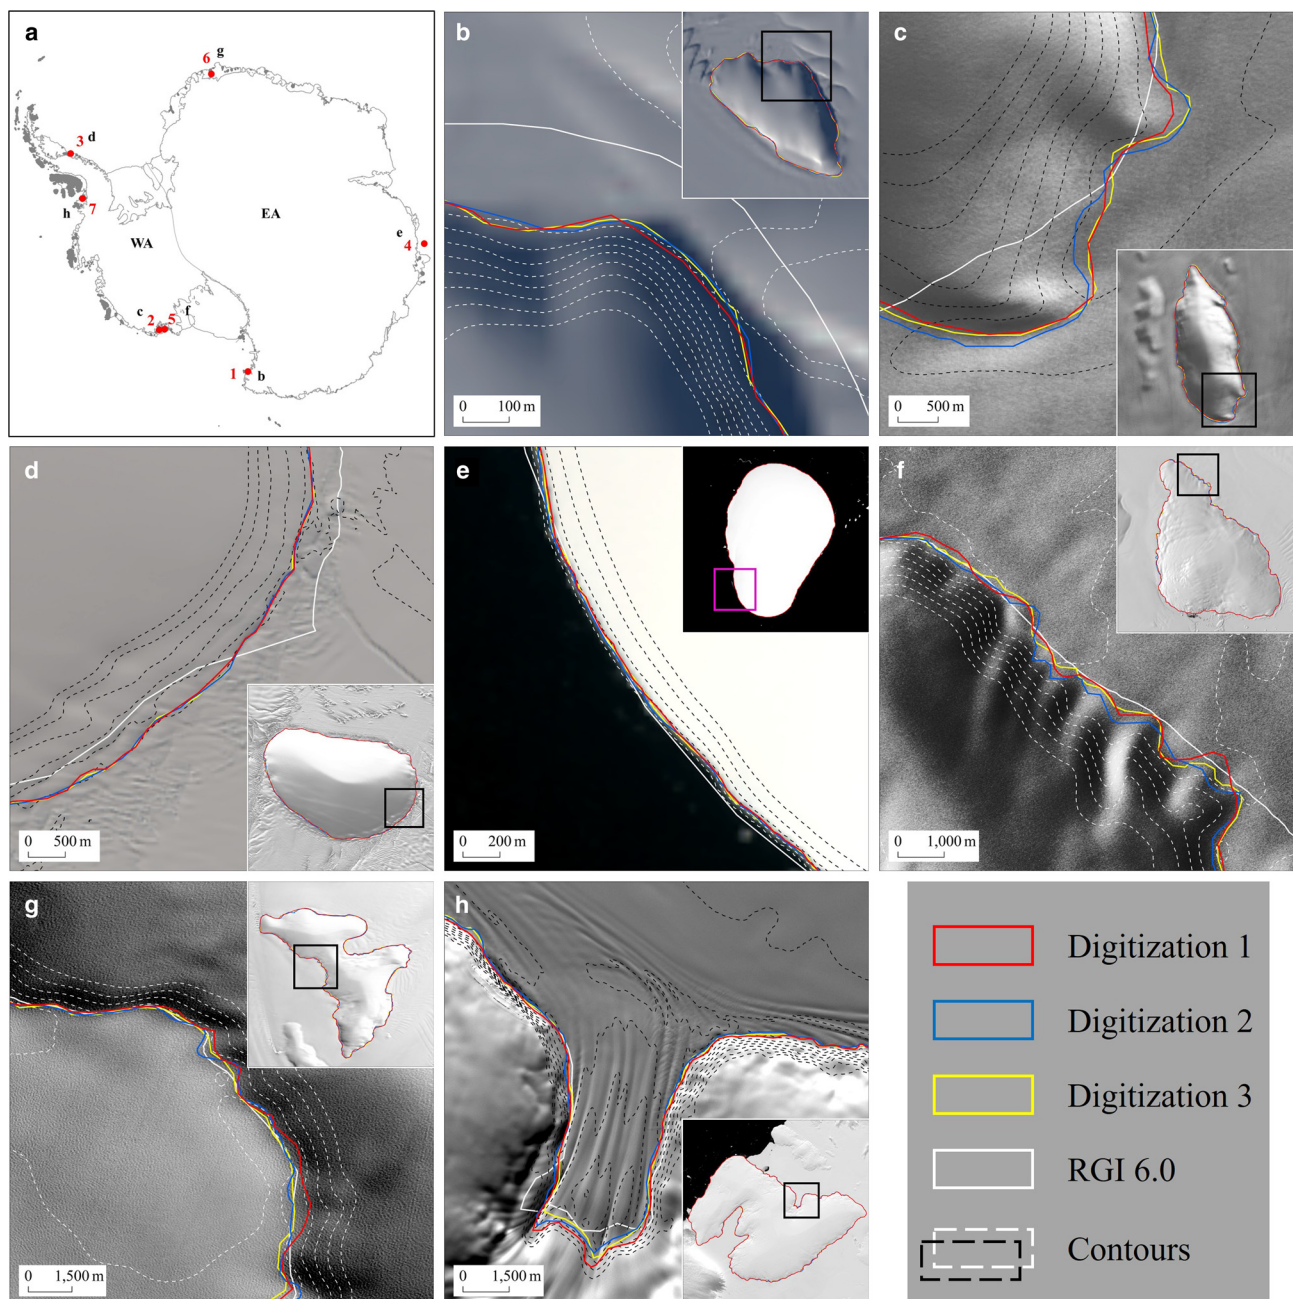 a
6
g
3
d
h
7
WA
EA
e
4
c
f
2
5
1
b
b
0 100 m
c
0 500 m
d
0 500 m
e
0 200 m
f
0 1,000 m
g
0 1,500 m
h
0 1,500 m
Digitization 1
Digitization 2
Digitization 3
RGI 6.0
Contours